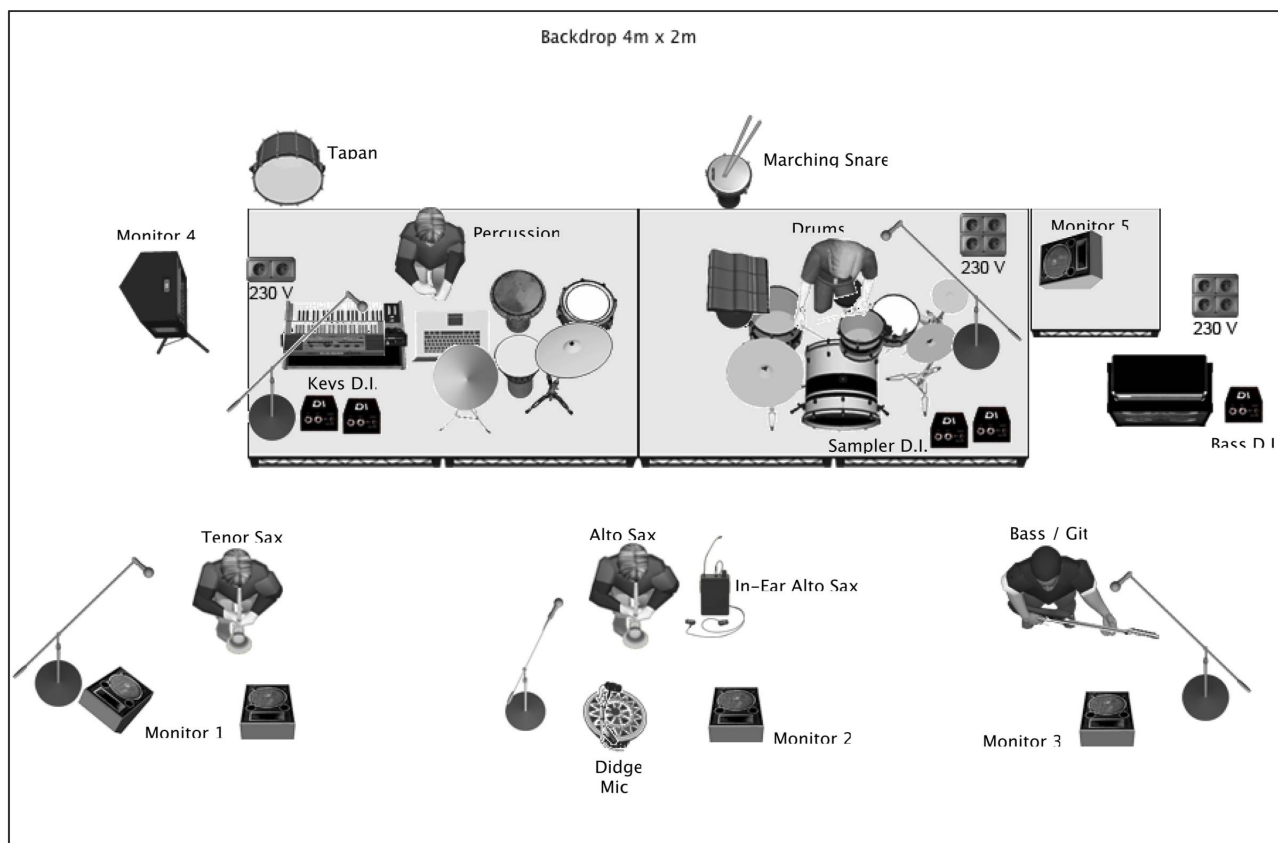 Backdrop 4m x 2m
Tapan
Marching Snare
Monitor 4
Percussion
Drums
Monitor 5
230 V
230 V
230 V
Keys D.I.
DI
DI
Sampler D.I.
DI
DI
DI
Bass D.I.
Tenor Sax
Alto Sax
Bass / Git
In-Ear Alto Sax
Monitor 1
Monitor 2
Monitor 3
Didge
Mic